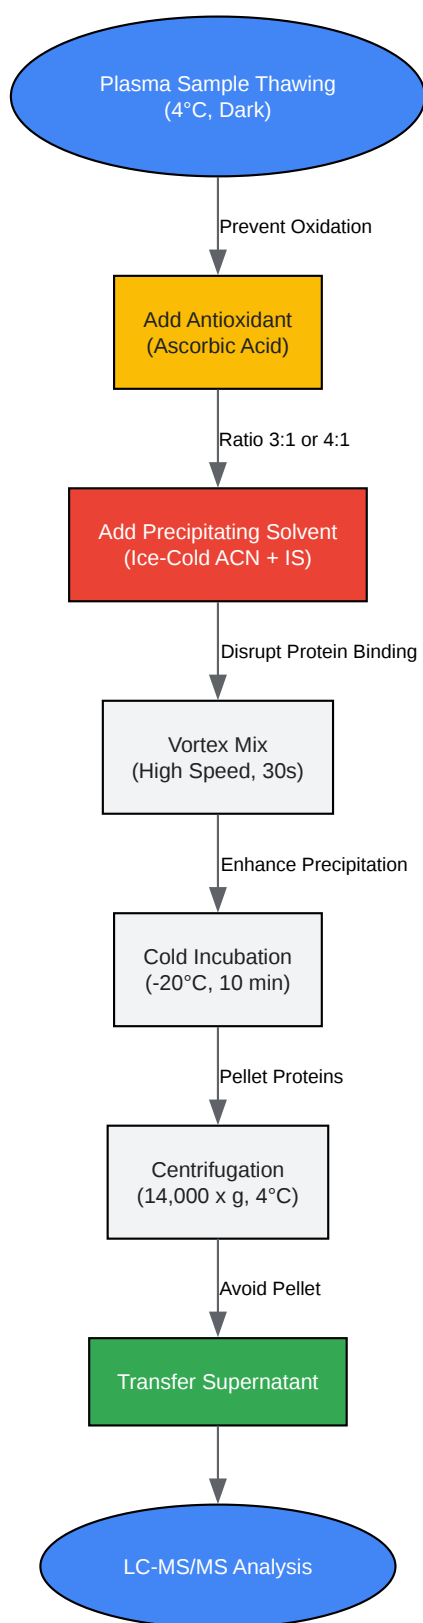 Plasma Sample Thawing
(4°C, Dark)
Prevent Oxidation
Add Antioxidant
(Ascorbic Acid)
Ratio 3:1 or 4:1
Add Precipitating Solvent
(Ice-Cold ACN + IS)
Disrupt Protein Binding
Vortex Mix
(High Speed, 30s)
Enhance Precipitation
Cold Incubation
(-20°C, 10 min)
Pellet Proteins
Centrifugation
(14,000 x g, 4°C)
Avoid Pellet
Transfer Supernatant
LC-MS/MS Analysis